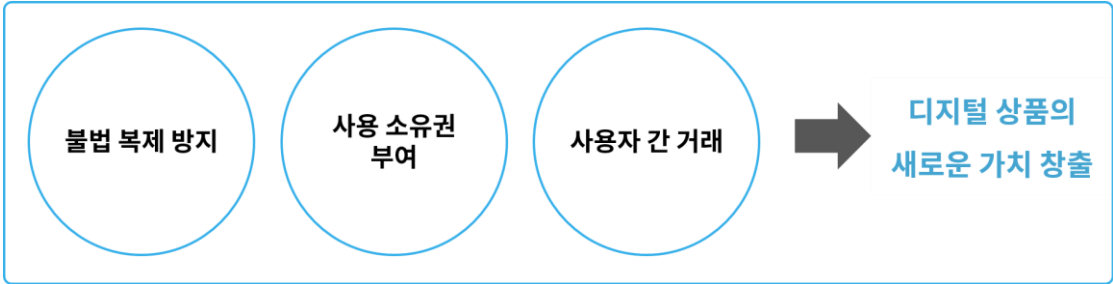 불법 복제 방지
사용 소유권
부여
사용자 간 거래
디지털 상품의
새로운 가치 창출